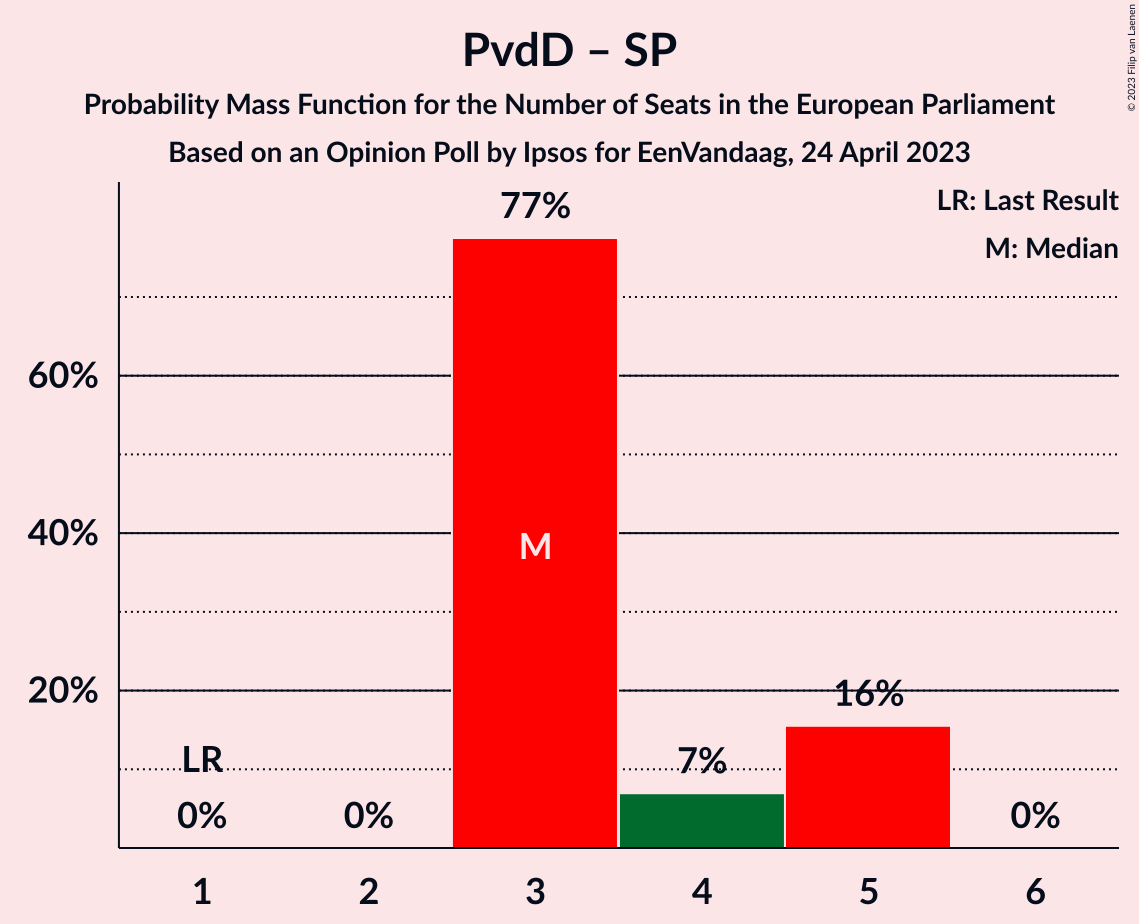 PvdD – SP
Probability Mass Function for the Number of Seats in the European Parliament
Based on an Opinion Poll by Ipsos for EenVandaag, 24 April 2023
© 2023 Filip van Laenen
LR: Last Result
M: Median
77%
60%
40%
M
20%
16%
LR
7%
0%
0%
0%
1
2
3
4
5
6